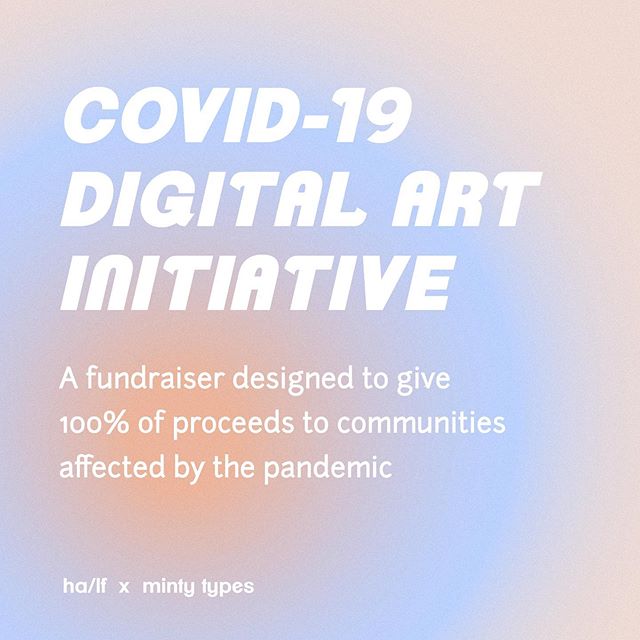 COVID-19
DIGITAL ART
INITIATIVE
A fundraiser designed to give
100% of proceeds to communities
affected by the pandemic
ha/lf x minty types